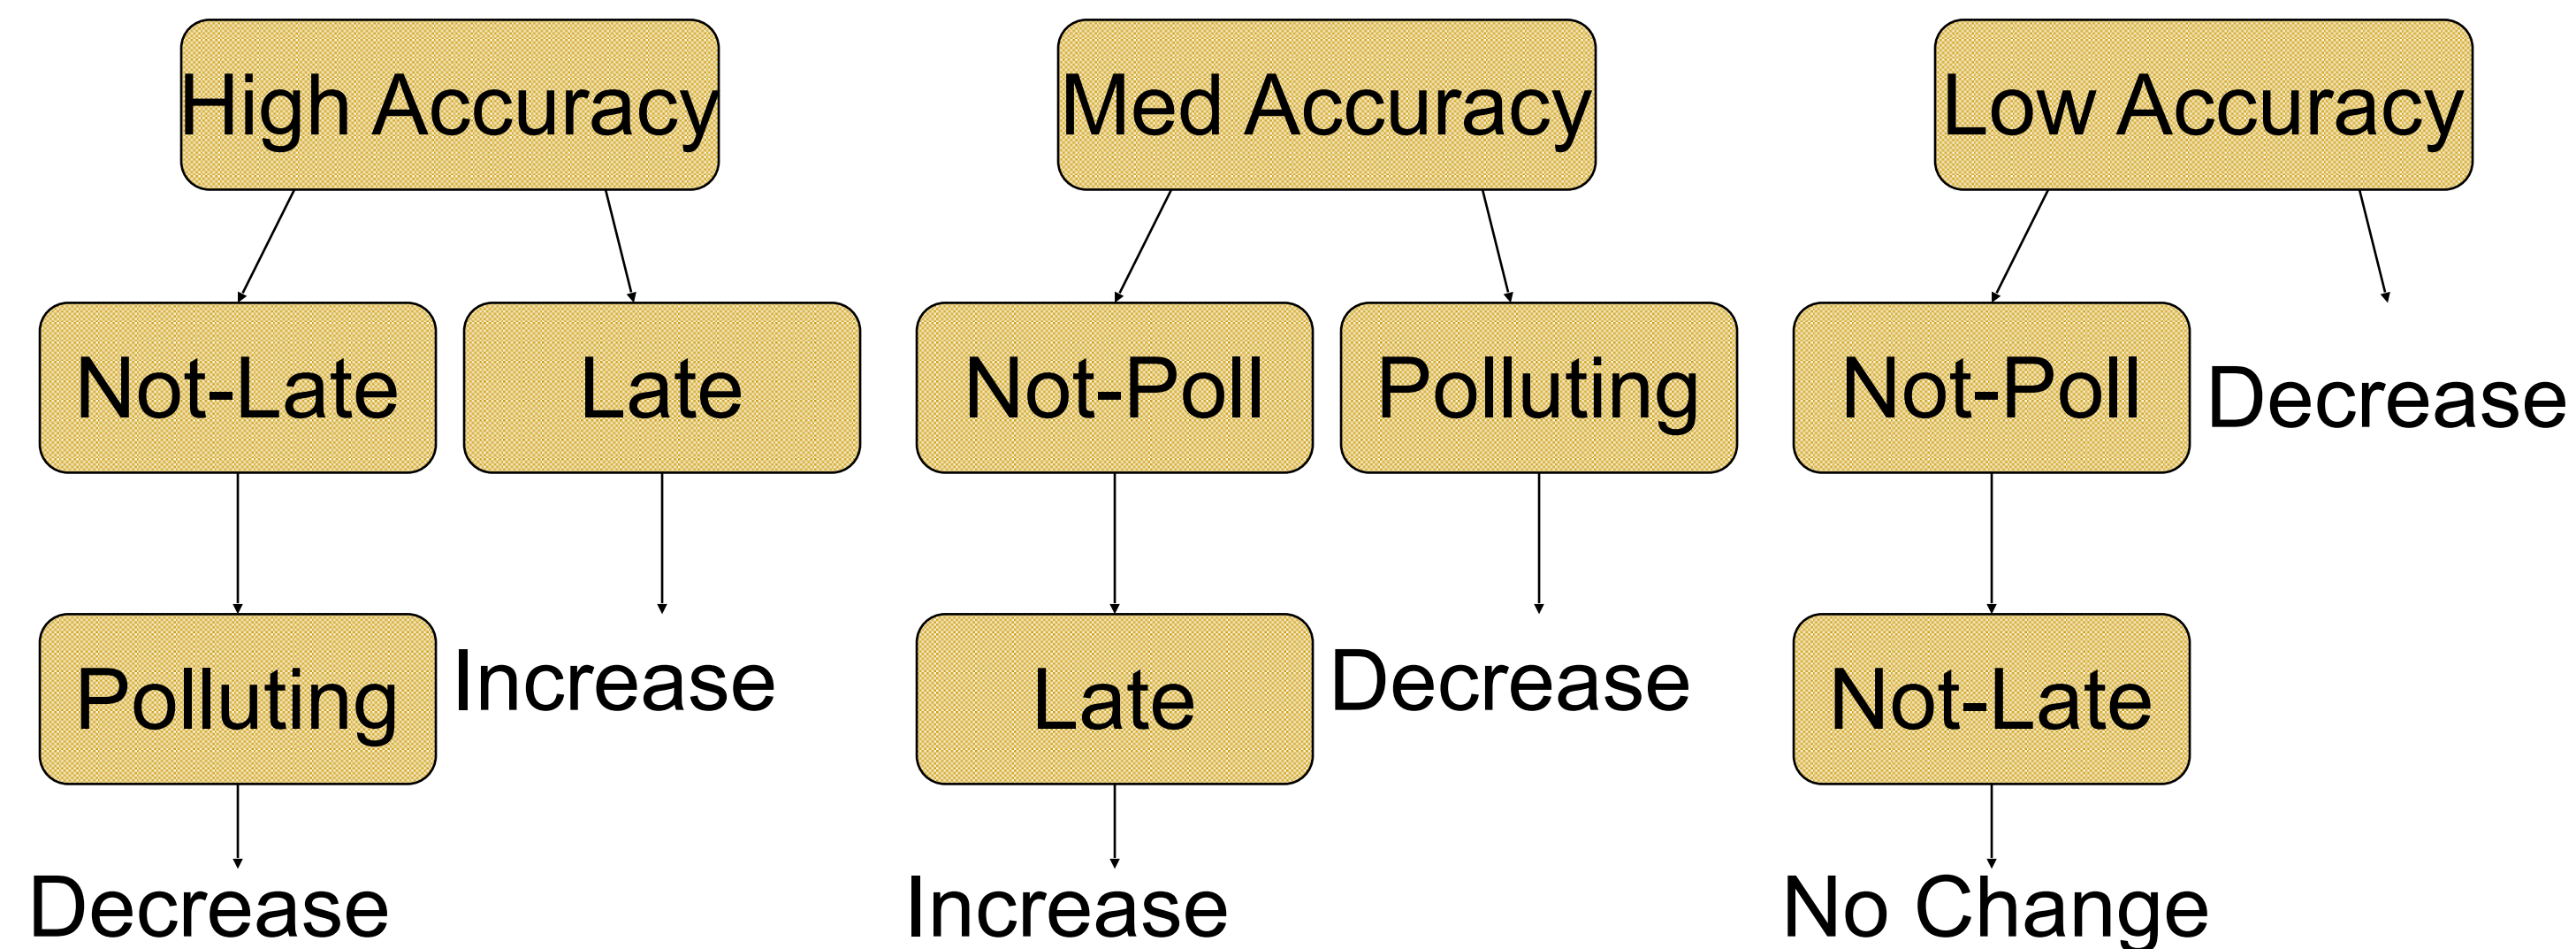 High Accuracy
Med Accuracy
Low Accuracy
Not-Late
Late
Not-Poll
Polluting
Not-Poll
Decrease
Polluting
Increase
Late
Decrease
Not-Late
Decrease
Increase
No Change